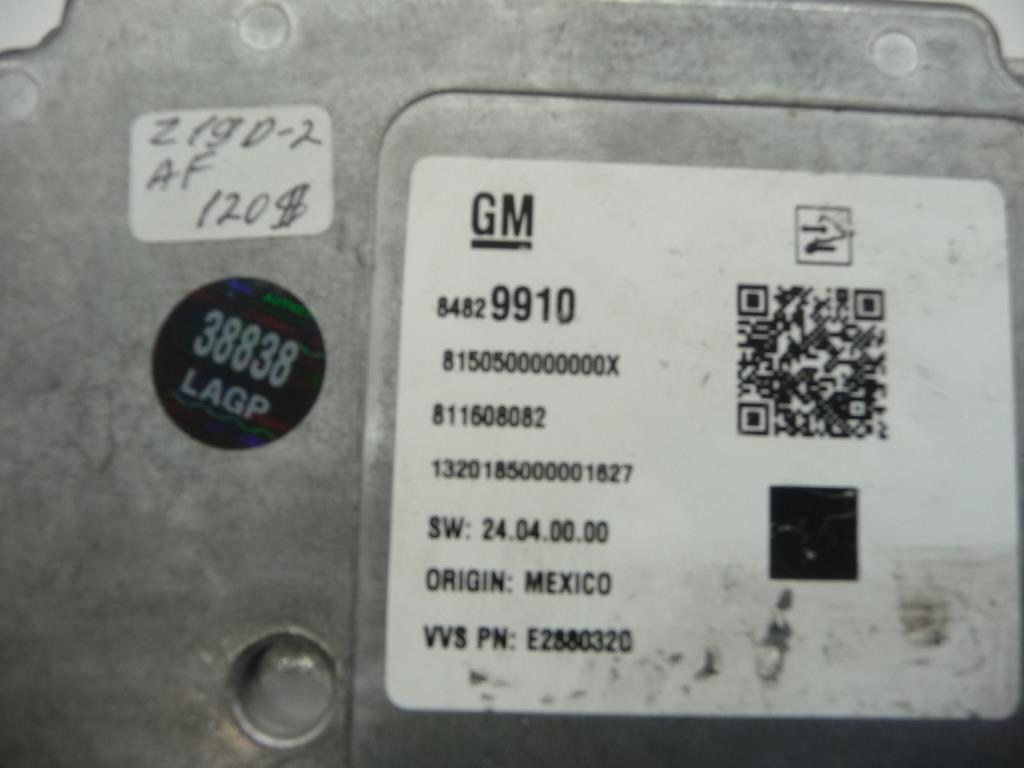 Z19D-2
AF
120$
38838
LAGP
GM
84829910
8150500000000X
811608082
1320185000001627
SW: 24.04.00.00
ORIGIN: MEXICO
VVS PN: E2880320